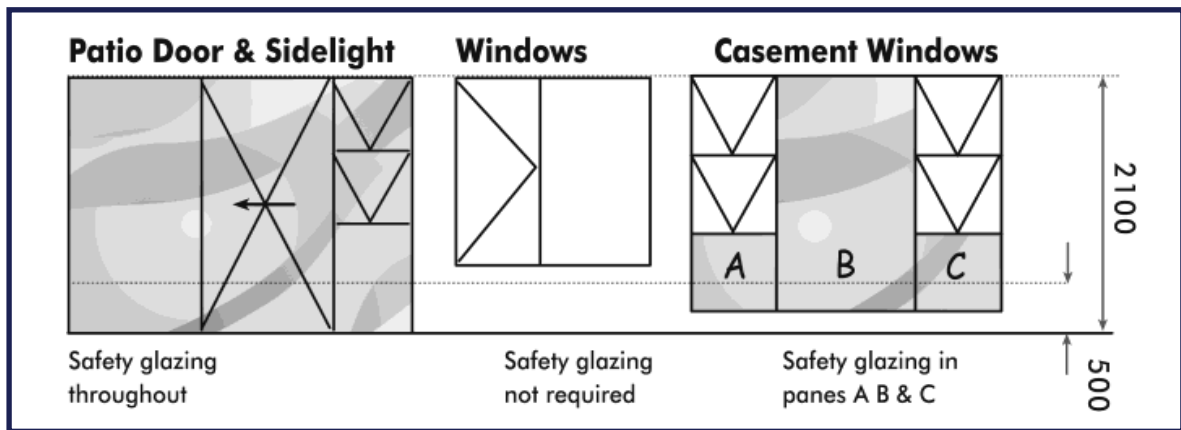 Patio Door & Sidelight
Windows
Casement Windows
A
B
C
2100
500
Safety glazing
throughout
Safety glazing
not required
Safety glazing in
panes A B & C